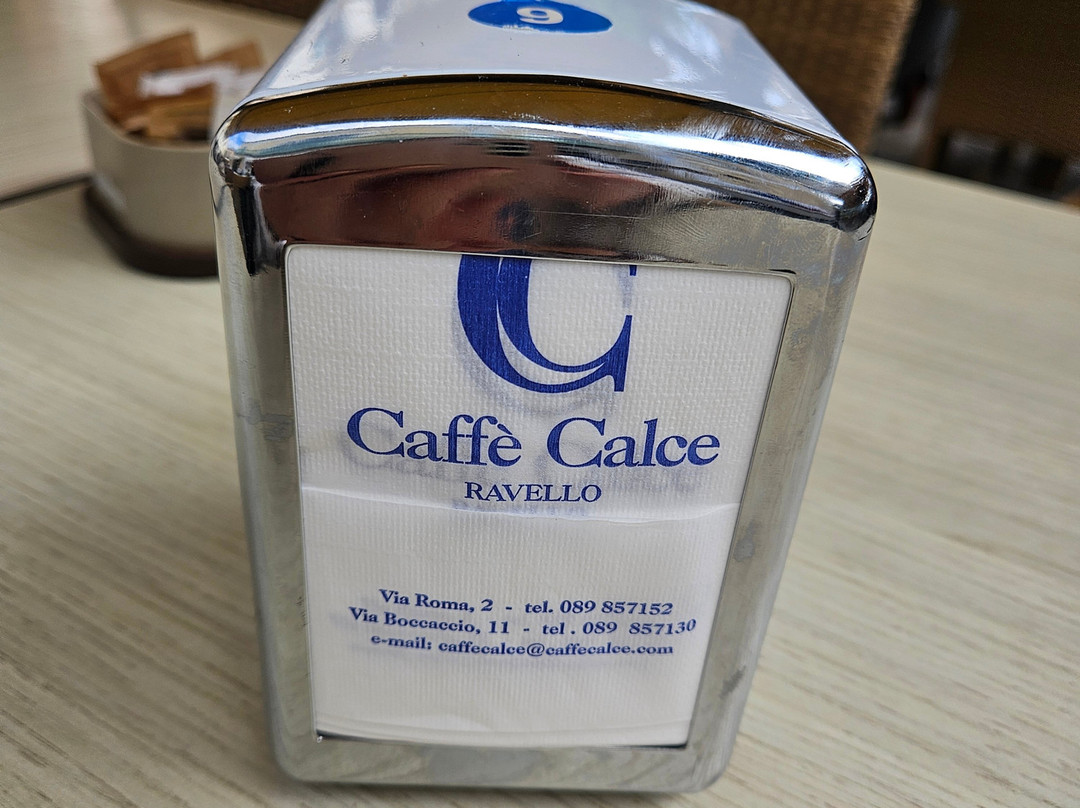 9
C
Caffè Calce
RAVELLO
Via Roma, 2 - tel. 089 857152
Via Boccaccio, 11 - tel . 089 857130
e-mail: caffecalce@caffecalce.com